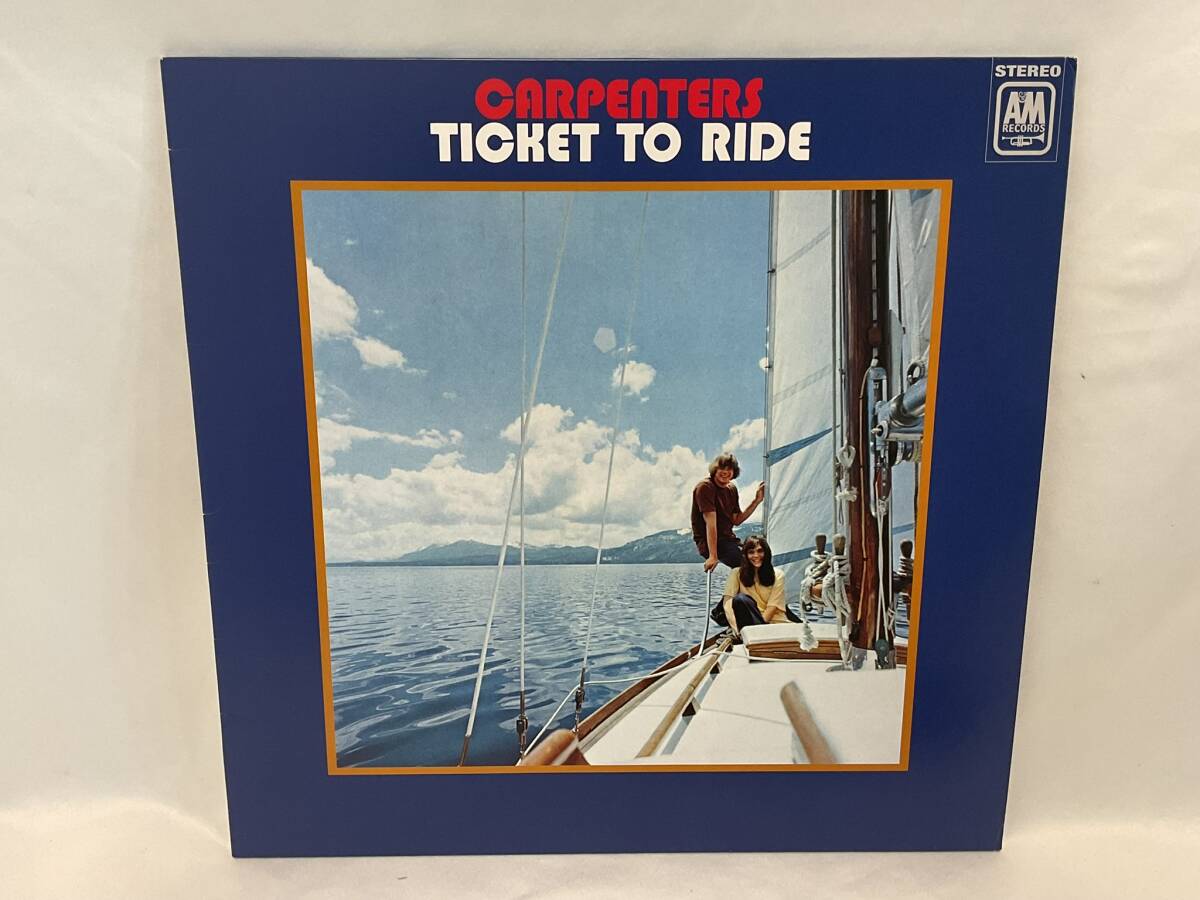 CARPENTERS
TICKET TO RIDE
STEREO
A&M
RECORDS